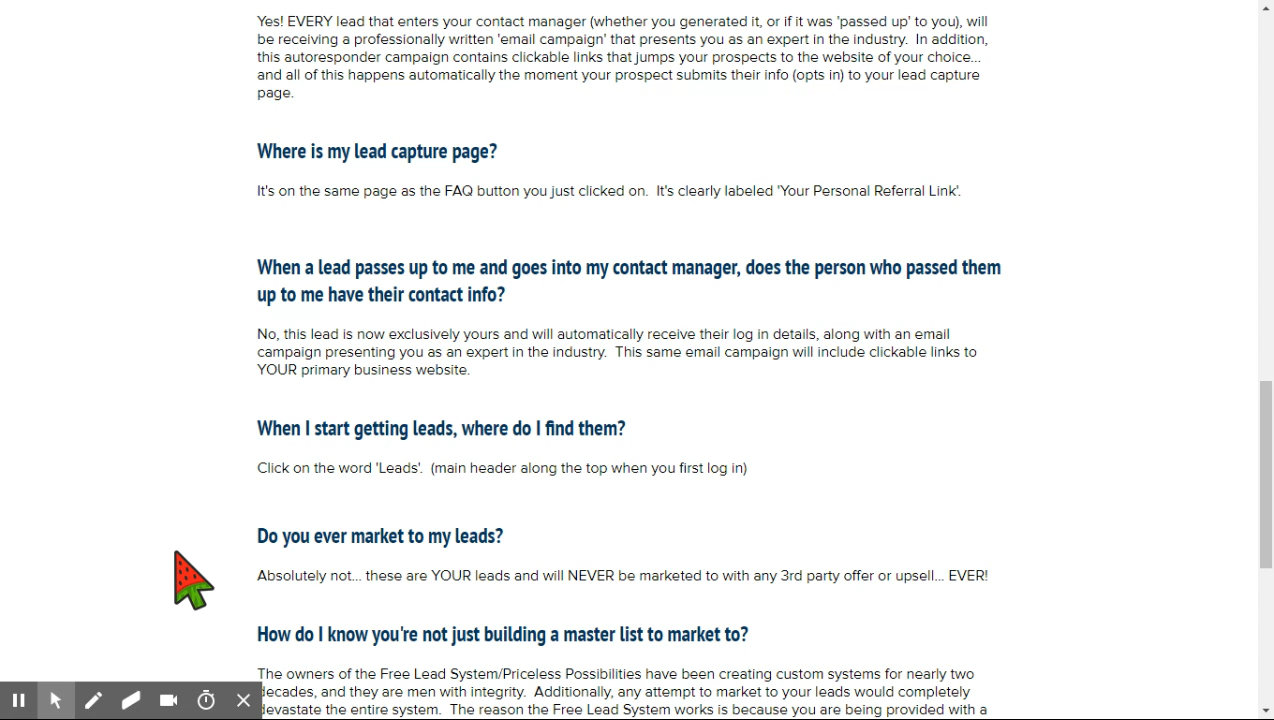 Yes! EVERY lead that enters your contact manager (whether you generated it, or if it was 'passed up' to you), will
be receiving a professionally written 'email campaign' that presents you as an expert in the industry.  In addition,
this autoresponder campaign contains clickable links that jumps your prospects to the website of your choice...
and all of this happens automatically the moment your prospect submits their info (opts in) to your lead capture
page.
Where is my lead capture page?
It's on the same page as the FAQ button you just clicked on.  It's clearly labeled 'Your Personal Referral Link'.
When a lead passes up to me and goes into my contact manager, does the person who passed them
up to me have their contact info?
No, this lead is now exclusively yours and will automatically receive their log in details, along with an email
campaign presenting you as an expert in the industry.  This same email campaign will include clickable links to
YOUR primary business website.
When I start getting leads, where do I find them?
Click on the word 'Leads'.  (main header along the top when you first log in)
Do you ever market to my leads?
Absolutely not... these are YOUR leads and will NEVER be marketed to with any 3rd party offer or upsell... EVER!
How do I know you're not just building a master list to market to?
The owners of the Free Lead System/Priceless Possibilities have been creating custom systems for nearly two
decades, and they are men with integrity.  Additionally, any attempt to market to your leads would completely
devastate the entire system.  The reason the Free Lead System works is because you are being provided with a